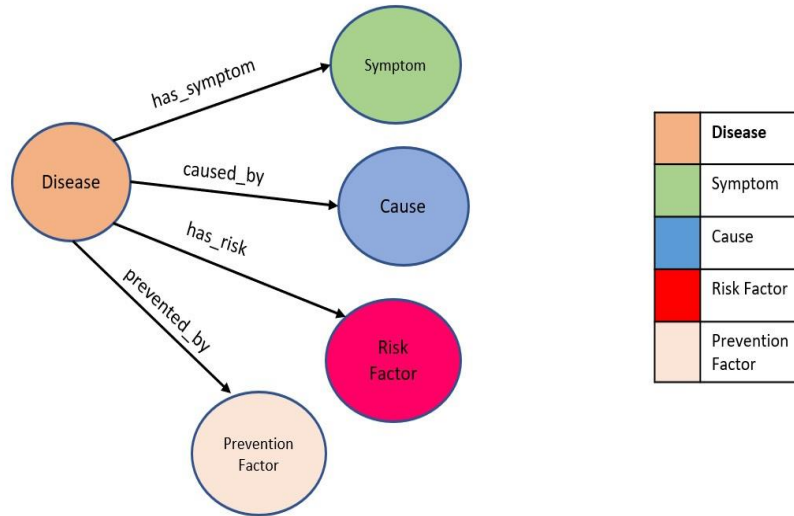 Symptom
has_symptom
Disease
caused_by
Cause
has_risk
prevented_by
Risk
Factor
Prevention
Factor
Disease
Symptom
Cause
Risk Factor
Prevention
Factor